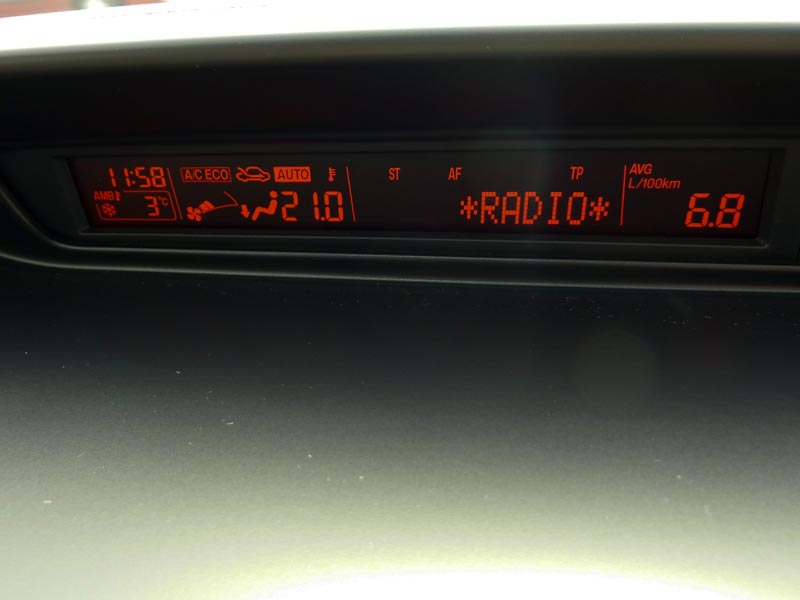 11:58
A/C ECO AUTO
ST AF TP
AVG
L/100km
AMB
3°C
21.0
*RADIO*
6.8